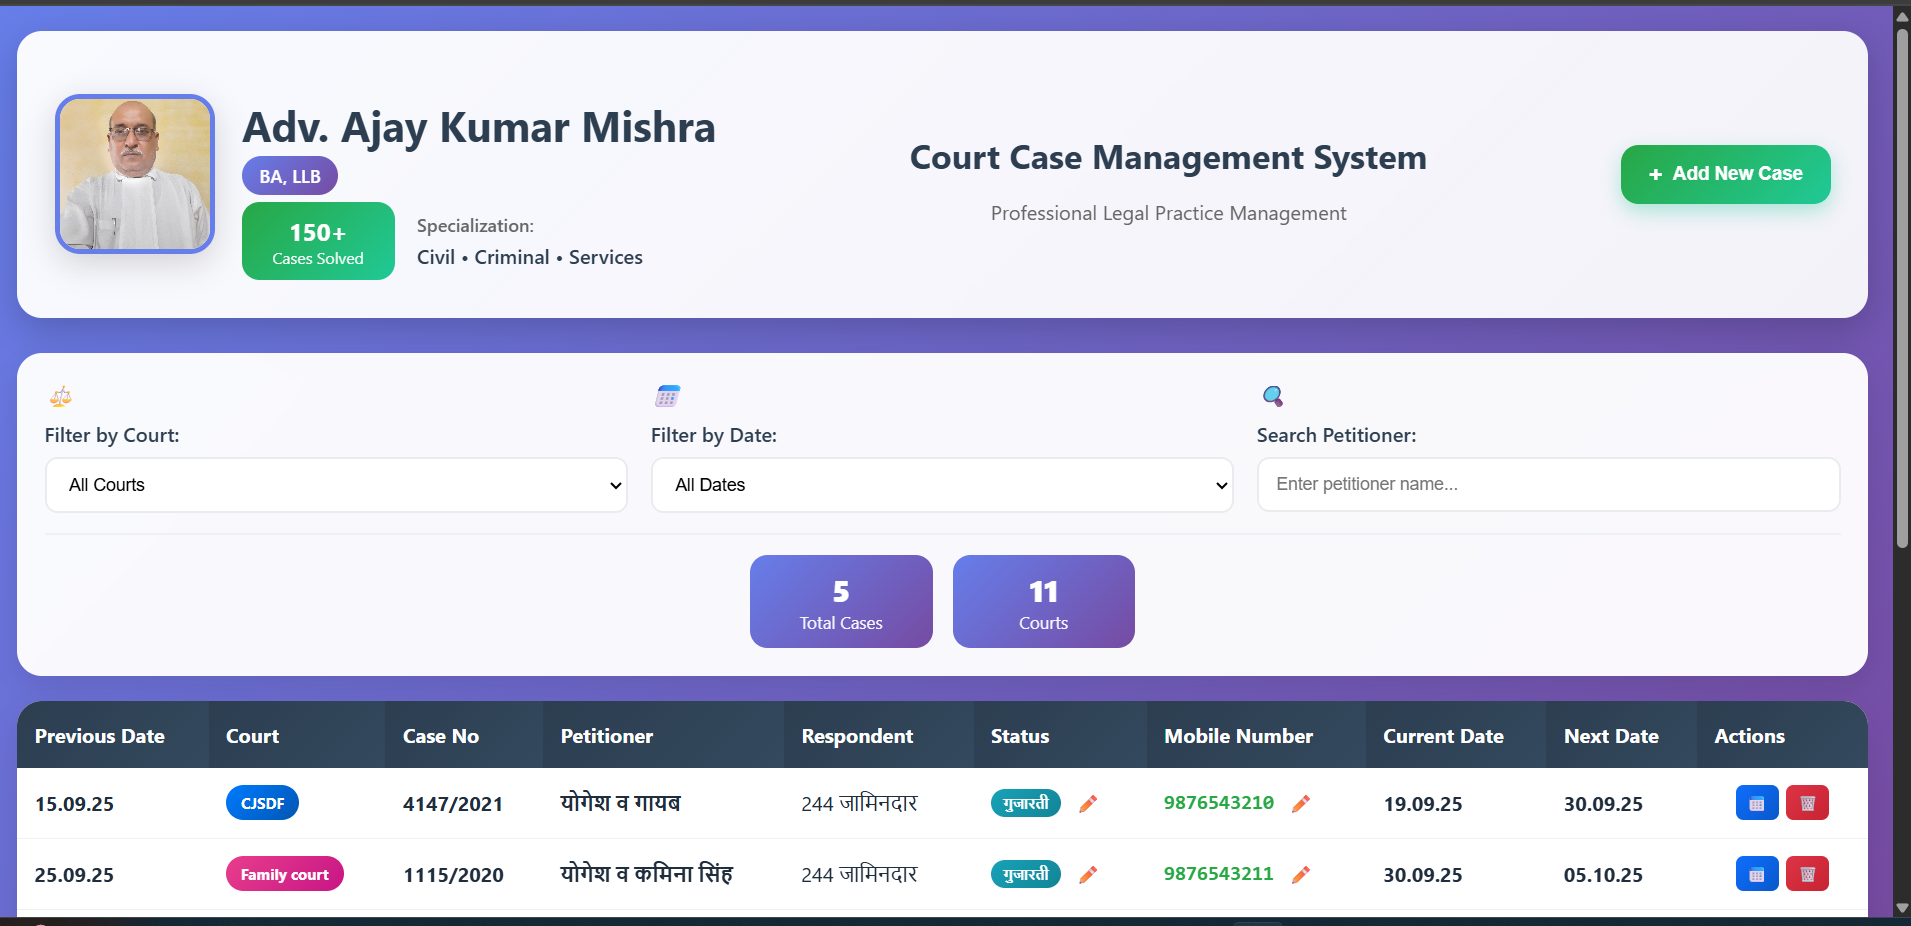 Adv. Ajay Kumar Mishra
BA, LLB
150+
Cases Solved
Specialization:
Civil • Criminal • Services
Court Case Management System
Professional Legal Practice Management
+ Add New Case
Filter by Court:
All Courts
Filter by Date:
All Dates
Search Petitioner:
Enter petitioner name...
5
Total Cases
11
Courts
Previous Date Court Case No Petitioner Respondent Status Mobile Number Current Date Next Date Actions
15.09.25 CJSDF 4147/2021 योगेश व गायब 244 जामिनदार गुजारती 9876543210 19.09.25 30.09.25
25.09.25 Family court 1115/2020 योगेश व कमिना सिंह 244 जामिनदार गुजारती 9876543211 30.09.25 05.10.25